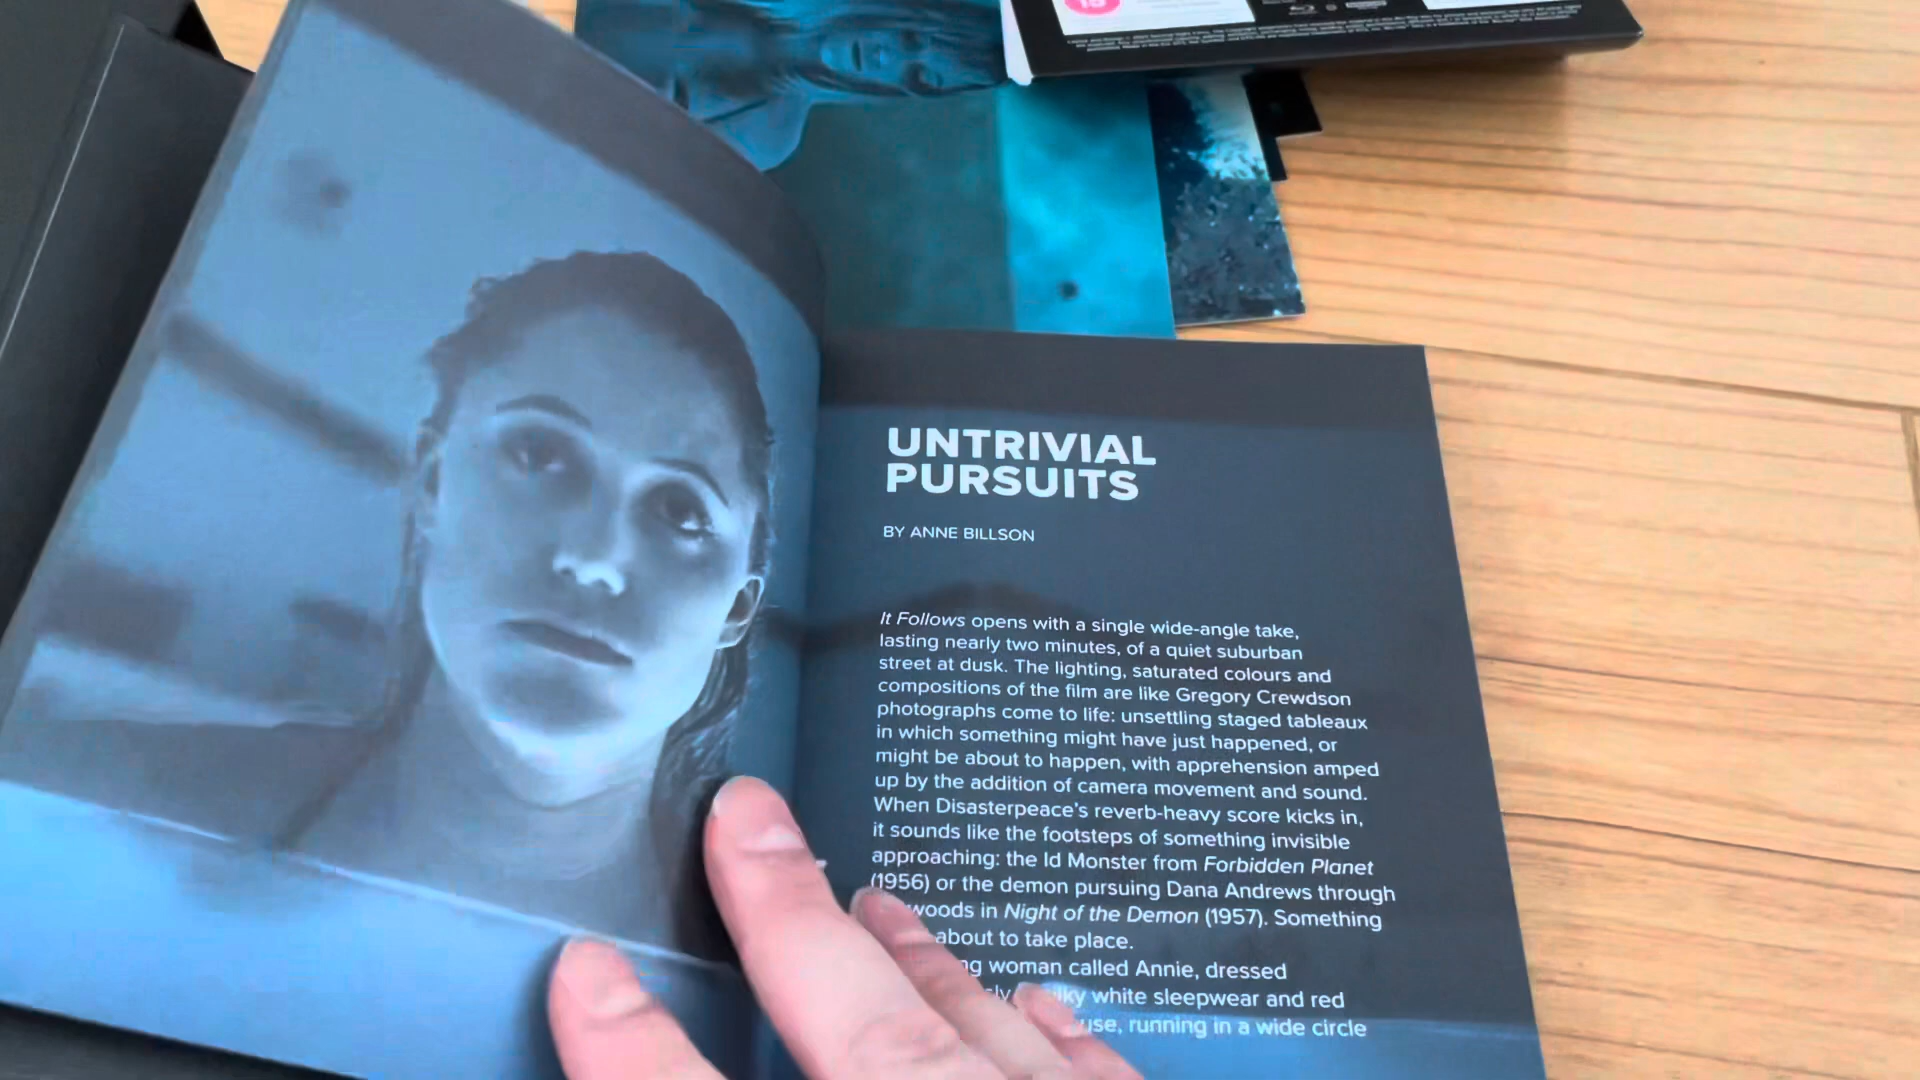 UNTRIVIAL
PURSUITS
BY ANNE BILLSON
It Follows opens with a single wide-angle take,
lasting nearly two minutes, of a quiet suburban
street at dusk. The lighting, saturated colours and
compositions of the film are like Gregory Crewdson
photographs come to life: unsettling staged tableaux
in which something might have just happened, or
might be about to happen, with apprehension amped
up by the addition of camera movement and sound.
When Disasterpeace's reverb-heavy score kicks in,
it sounds like the footsteps of something invisible
approaching: the Id Monster from Forbidden Planet
(1956) or the demon pursuing Dana Andrews through
woods in Night of the Demon (1957). Something
about to take place.
woman called Annie, dressed
white sleepwear and red
running in a wide circle